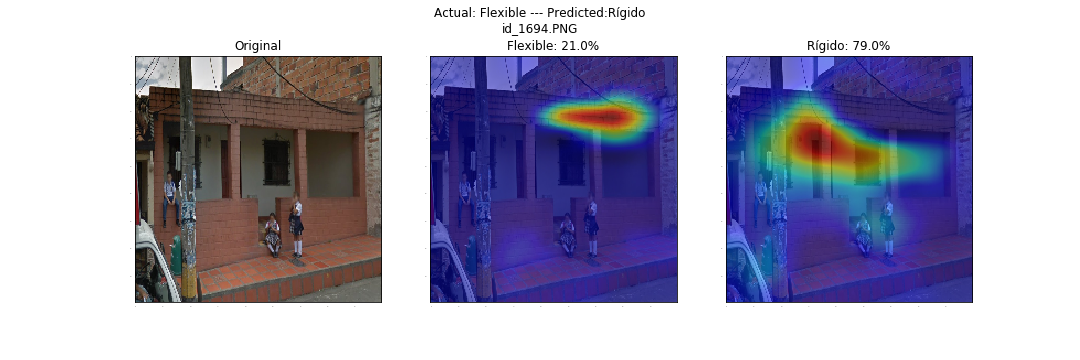 Actual: Flexible --- Predicted:Rígido
id_1694.PNG
Original
Flexible: 21.0%
Rígido: 79.0%